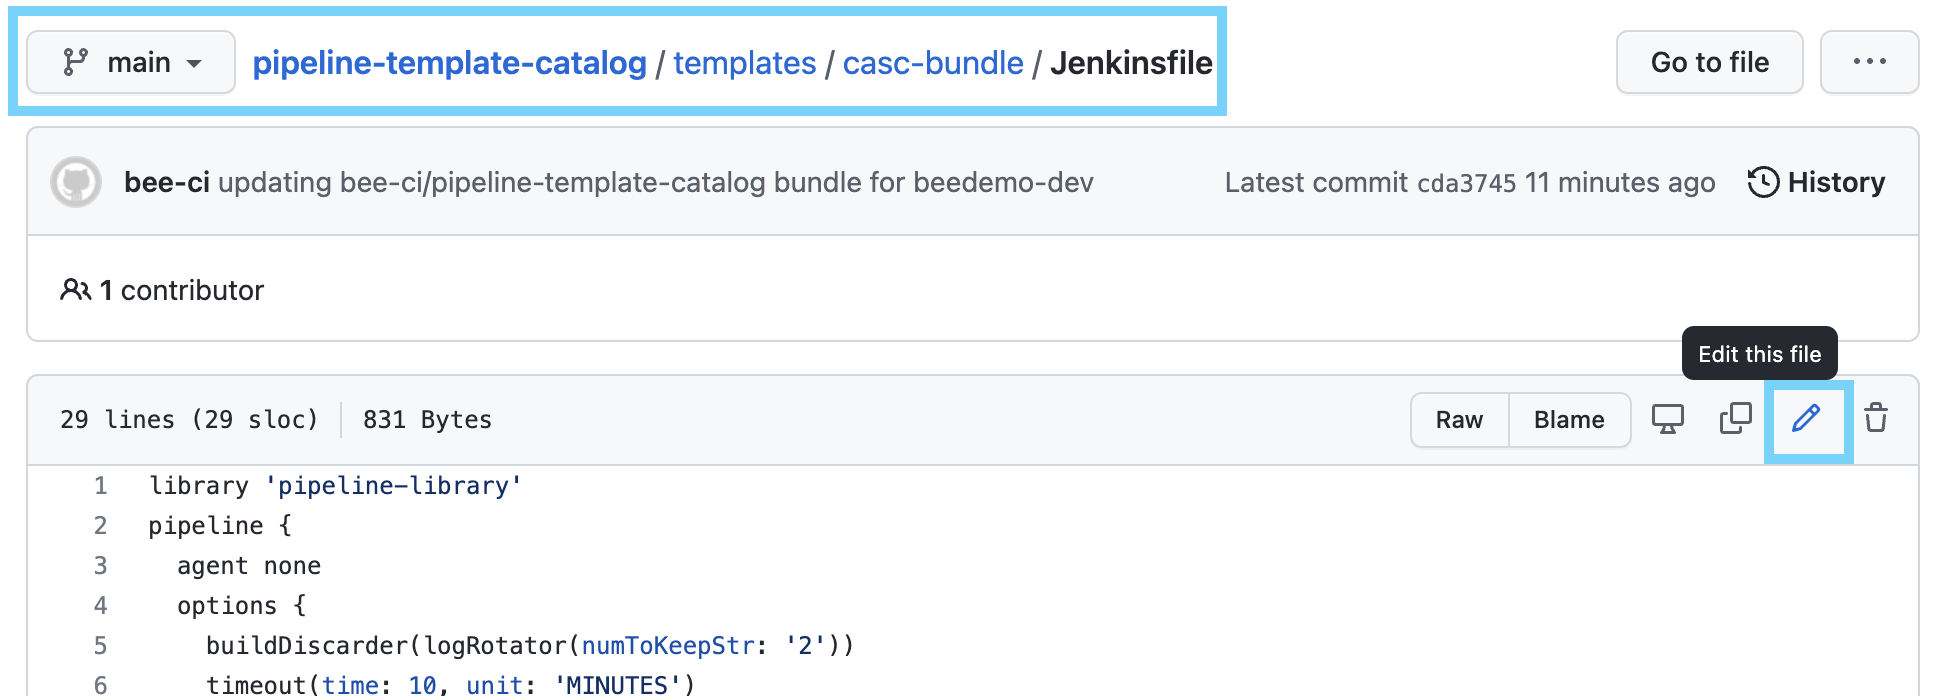 main pipeline-template-catalog / templates / casc-bundle / Jenkinsfile Go to file ...
bee-ci updating bee-ci/pipeline-template-catalog bundle for beedemo-dev Latest commit cda3745 11 minutes ago History
1 contributor
Edit this file
29 lines (29 sloc) 831 Bytes Raw Blame
1 library 'pipeline-library'
2 pipeline {
3   agent none
4   options {
5     buildDiscarder(logRotator(numToKeepStr: '2'))
6     timeout(time: 10, unit: 'MINUTES')